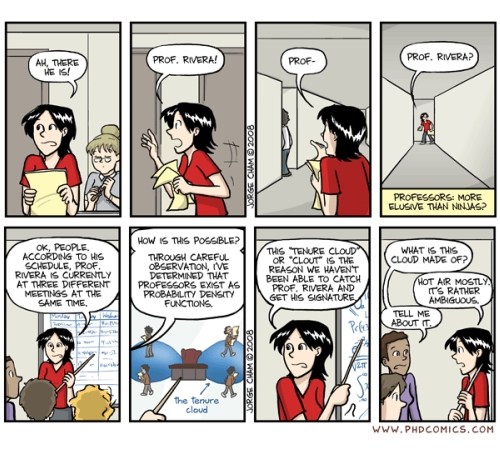 AH, THERE
HE IS!
PROF. RIVERA!
PROF-
PROF. RIVERA?
PROFESSORS: MORE
ELUSIVE THAN NINJAS?
JORGE CHAM © 2008
OK, PEOPLE,
ACCORDING TO HIS
SCHEDULE, PROF.
RIVERA IS CURRENTLY
AT THREE DIFFERENT
MEETINGS AT THE
SAME TIME.
Monday
HOW IS THIS POSSIBLE?
THROUGH CAREFUL
OBSERVATION, I'VE
DETERMINED THAT
PROFESSORS EXIST AS
PROBABILITY DENSITY
FUNCTIONS.
The tenure
cloud
JORGE CHAM © 2008
THIS "TENURE CLOUD"
OR "CLOUT" IS THE
REASON WE HAVEN'T
BEEN ABLE TO CATCH
PROF. RIVERA AND
GET HIS SIGNATURE.
WHAT IS THIS
CLOUD MADE OF?
HOT AIR MOSTLY.
IT'S RATHER
AMBIGUOUS.
TELL ME
ABOUT IT.
WWW.PHDCOMICS.COM